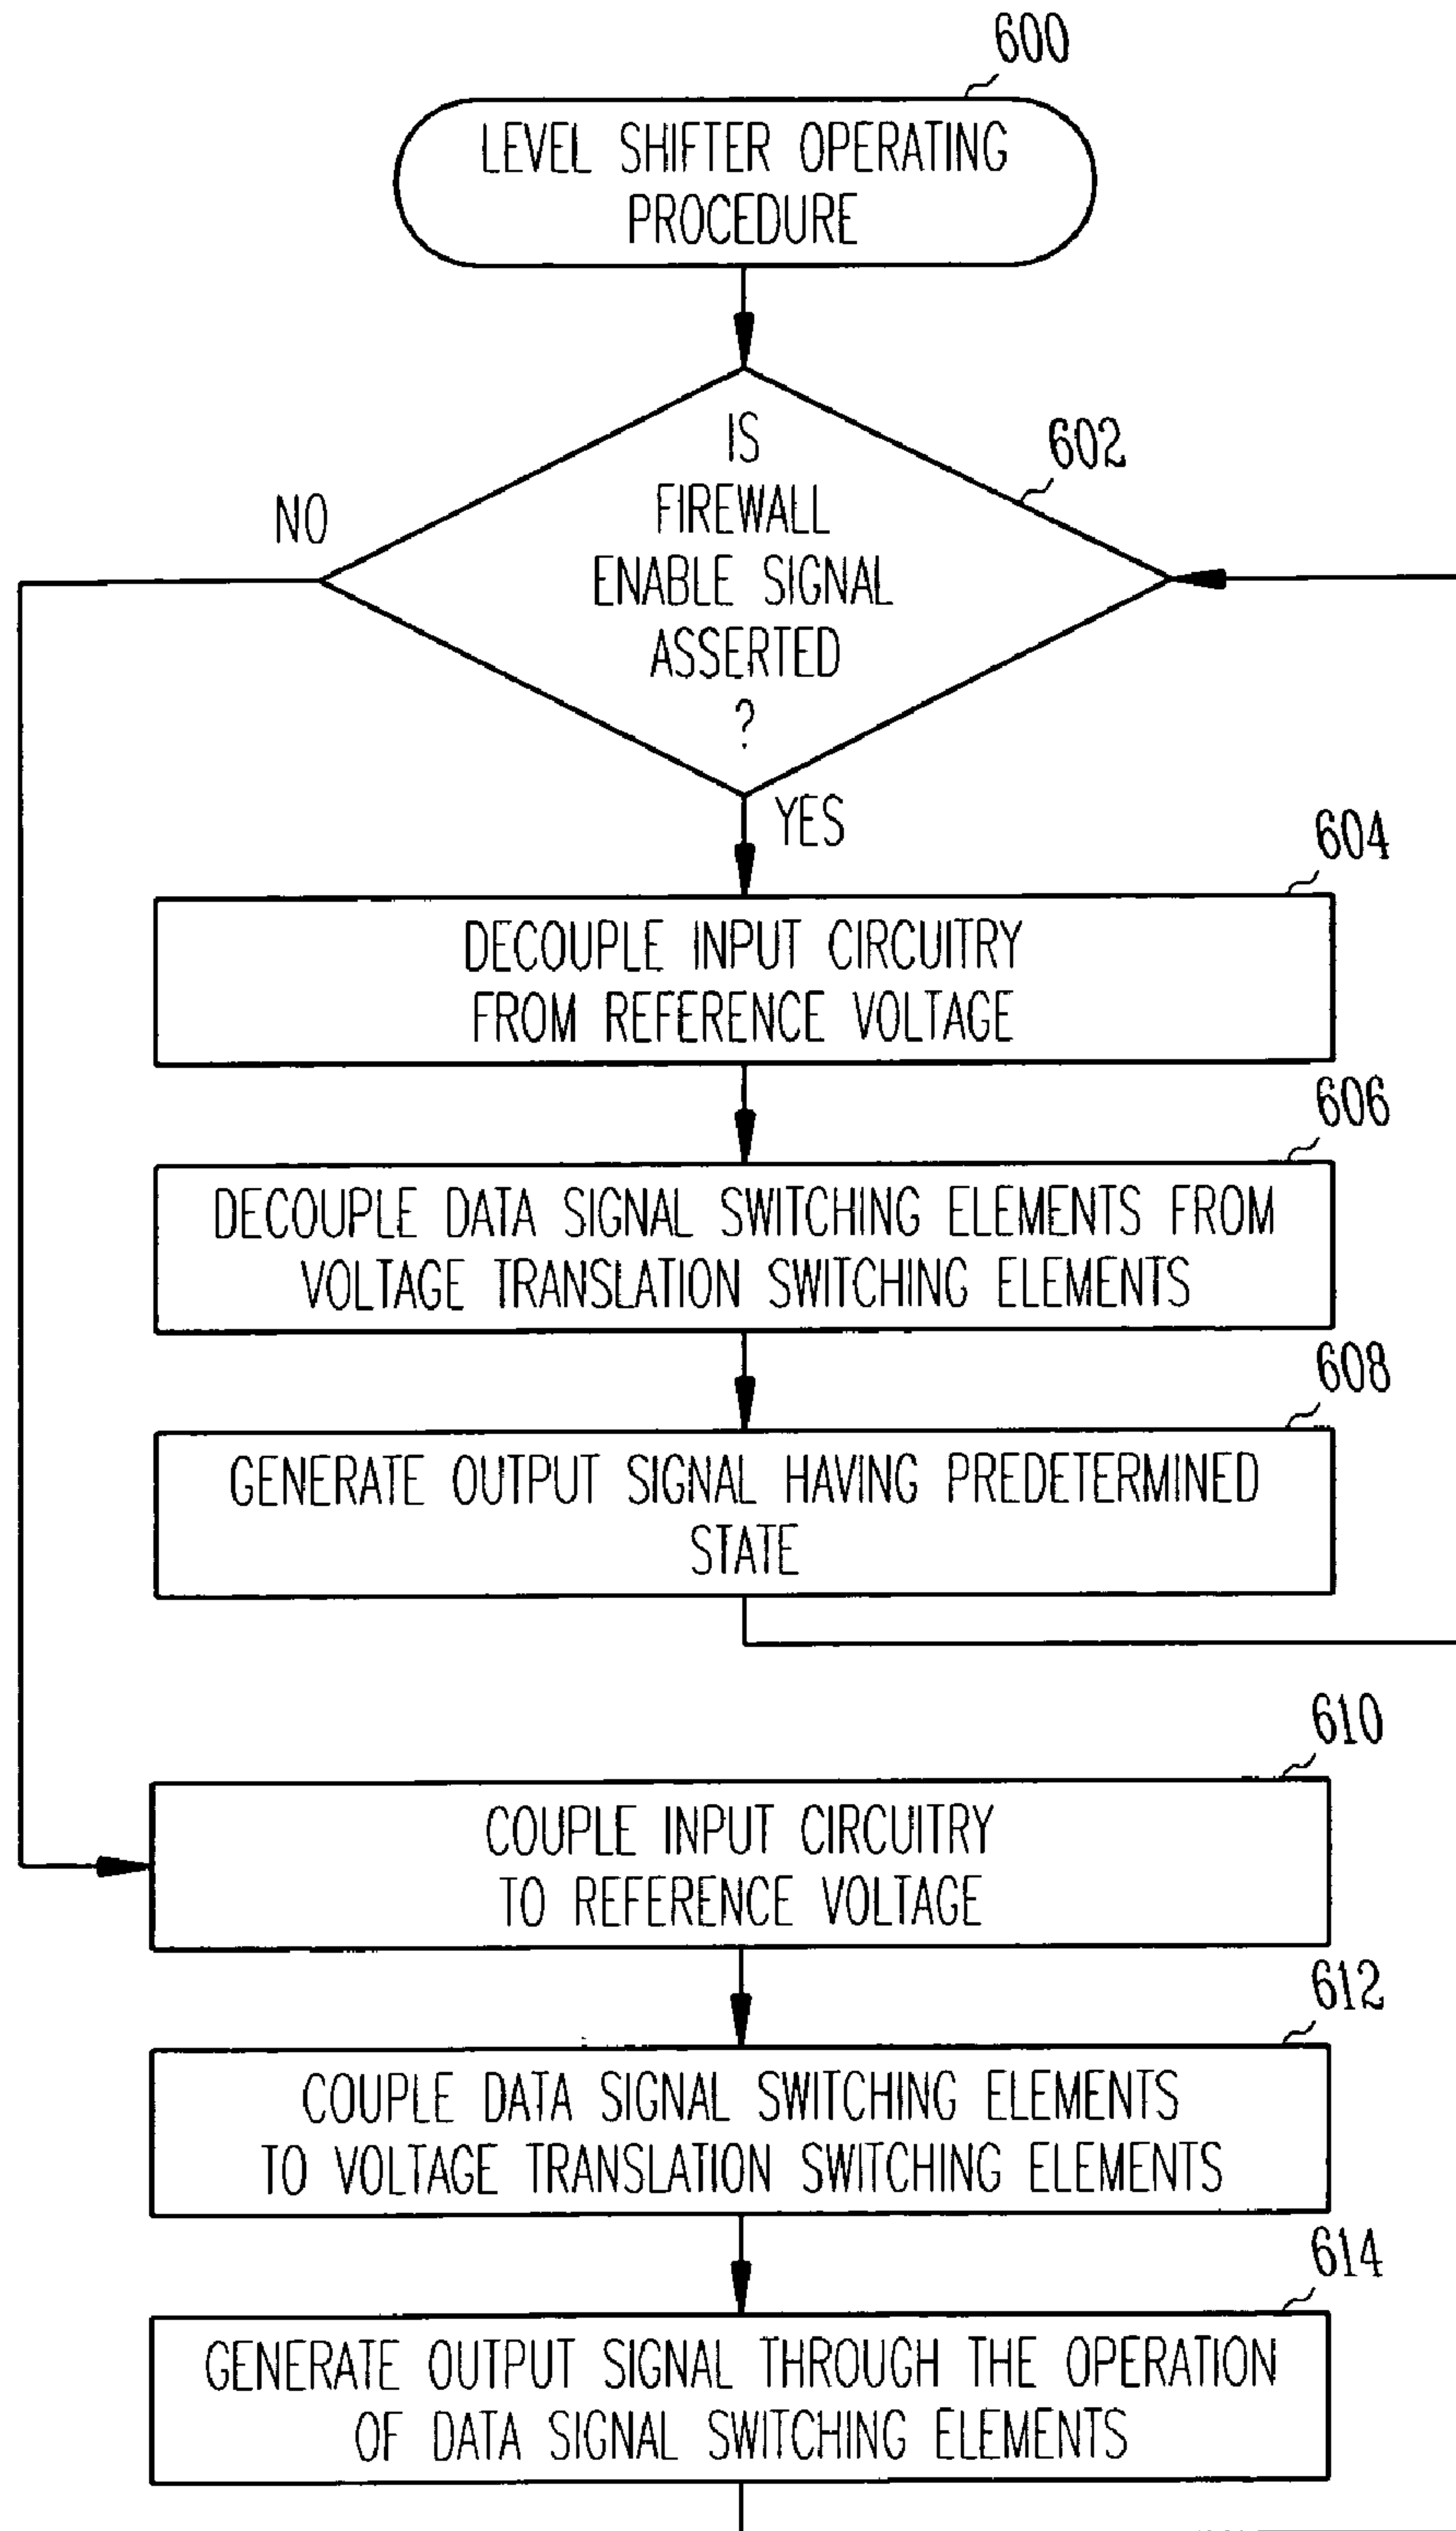 600
LEVEL SHIFTER OPERATING
PROCEDURE
602
IS
FIREWALL
ENABLE SIGNAL
ASSERTED
?
NO
YES
604
DECOUPLE INPUT CIRCUITRY
FROM REFERENCE VOLTAGE
606
DECOUPLE DATA SIGNAL SWITCHING ELEMENTS FROM
VOLTAGE TRANSLATION SWITCHING ELEMENTS
608
GENERATE OUTPUT SIGNAL HAVING PREDETERMINED
STATE
610
COUPLE INPUT CIRCUITRY
TO REFERENCE VOLTAGE
612
COUPLE DATA SIGNAL SWITCHING ELEMENTS
TO VOLTAGE TRANSLATION SWITCHING ELEMENTS
614
GENERATE OUTPUT SIGNAL THROUGH THE OPERATION
OF DATA SIGNAL SWITCHING ELEMENTS